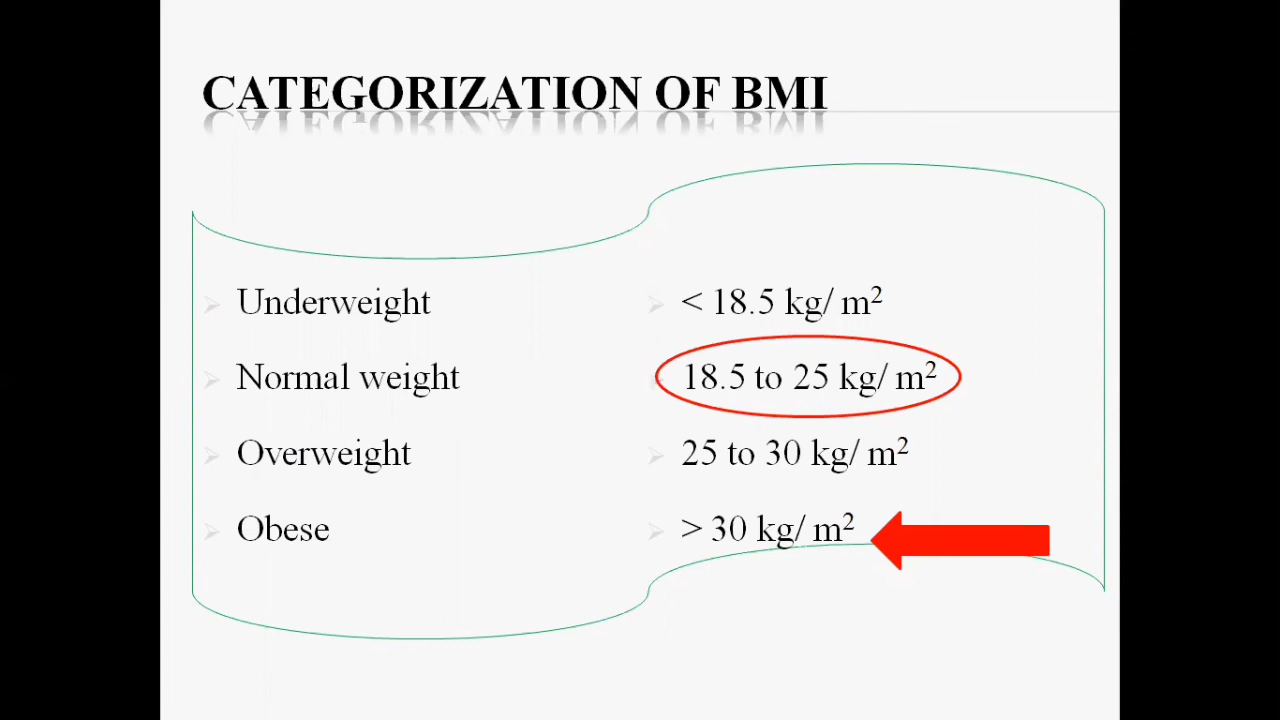 CATEGORIZATION OF BMI
Underweight
< 18.5 kg/ m²
Normal weight
18.5 to 25 kg/ m²
Overweight
25 to 30 kg/ m²
Obese
> 30 kg/ m²